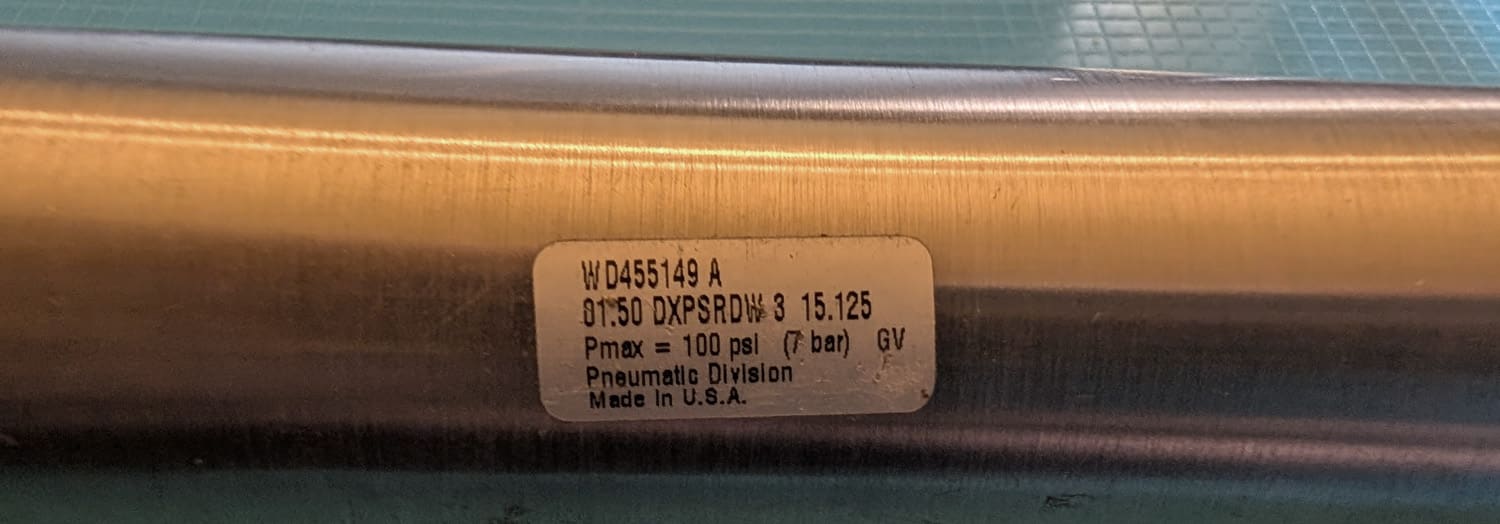 WD455149 A
01.50 DXPSRDW 3 15.125
Pmax = 100 psi (7 bar) GV
Pneumatic Division
Made In U.S.A.